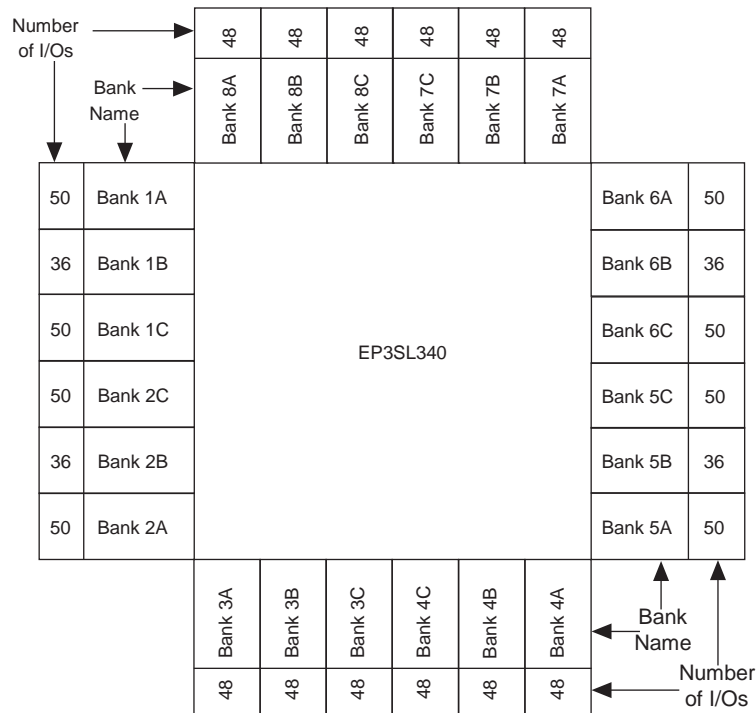 Number
of I/Os
48
48
48
48
48
48
Bank
Name
Bank 8A
Bank 8B
Bank 8C
Bank 7C
Bank 7B
Bank 7A
50
Bank 1A
Bank 6A
50
36
Bank 1B
Bank 6B
36
50
Bank 1C
Bank 6C
50
EP3SL340
50
Bank 2C
Bank 5C
50
36
Bank 2B
Bank 5B
36
50
Bank 2A
Bank 5A
50
Bank 3A
Bank 3B
Bank 3C
Bank 4C
Bank 4B
Bank 4A
Bank
Name
48
48
48
48
48
48
Number
of I/Os